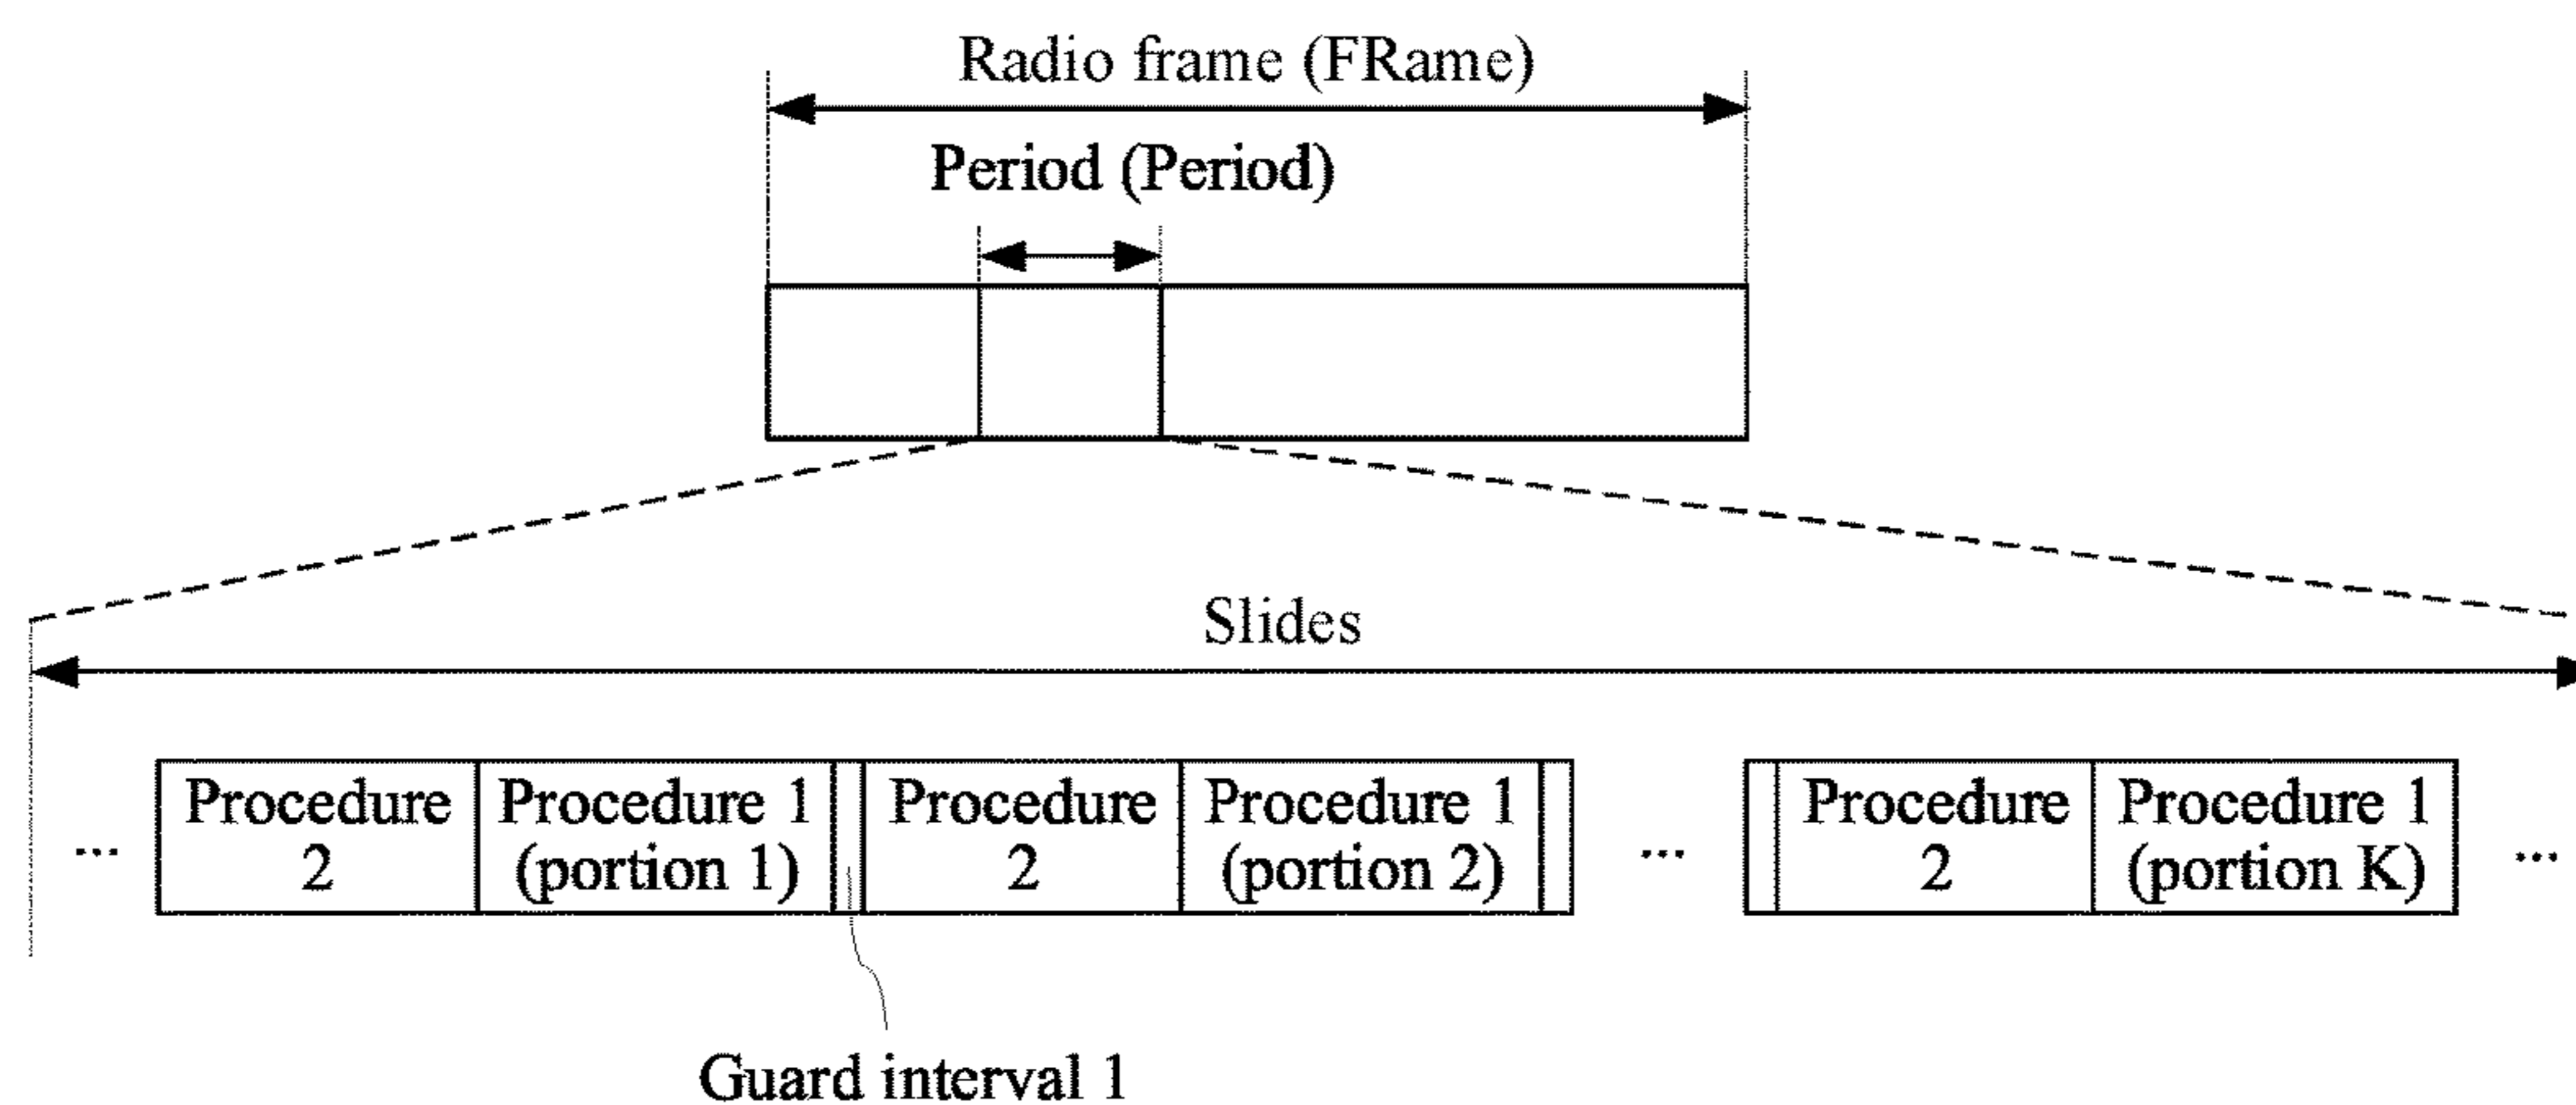 Radio frame (FRame)
Period (Period)
Slides
... Procedure Procedure 1 Procedure Procedure 1 ... Procedure Procedure 1 ...
2 (portion 1) 2 (portion 2) 2 (portion K)
Guard interval 1